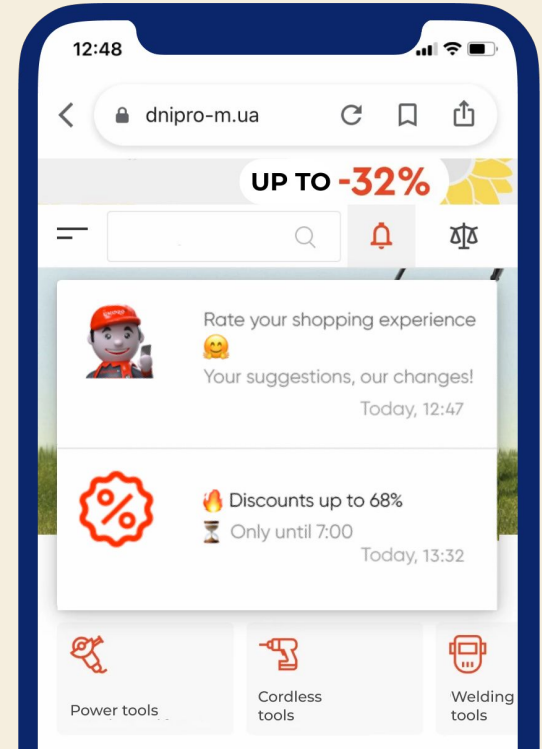 12:48
dnipro-m.ua
UP TO -32%
Rate your shopping experience
🤗
Your suggestions, our changes!
Today, 12:47
🔥 Discounts up to 68%
⏳ Only until 7:00
Today, 13:32
Power tools
Cordless
tools
Welding
tools